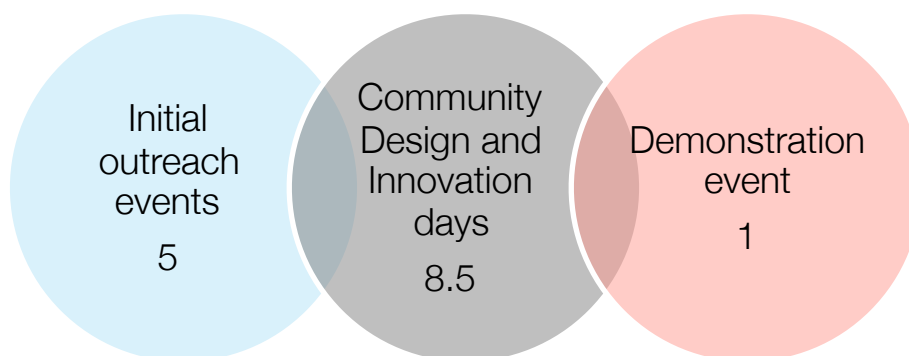 Initial
outreach
events
5
Community
Design and
Innovation
days
8.5
Demonstration
event
1